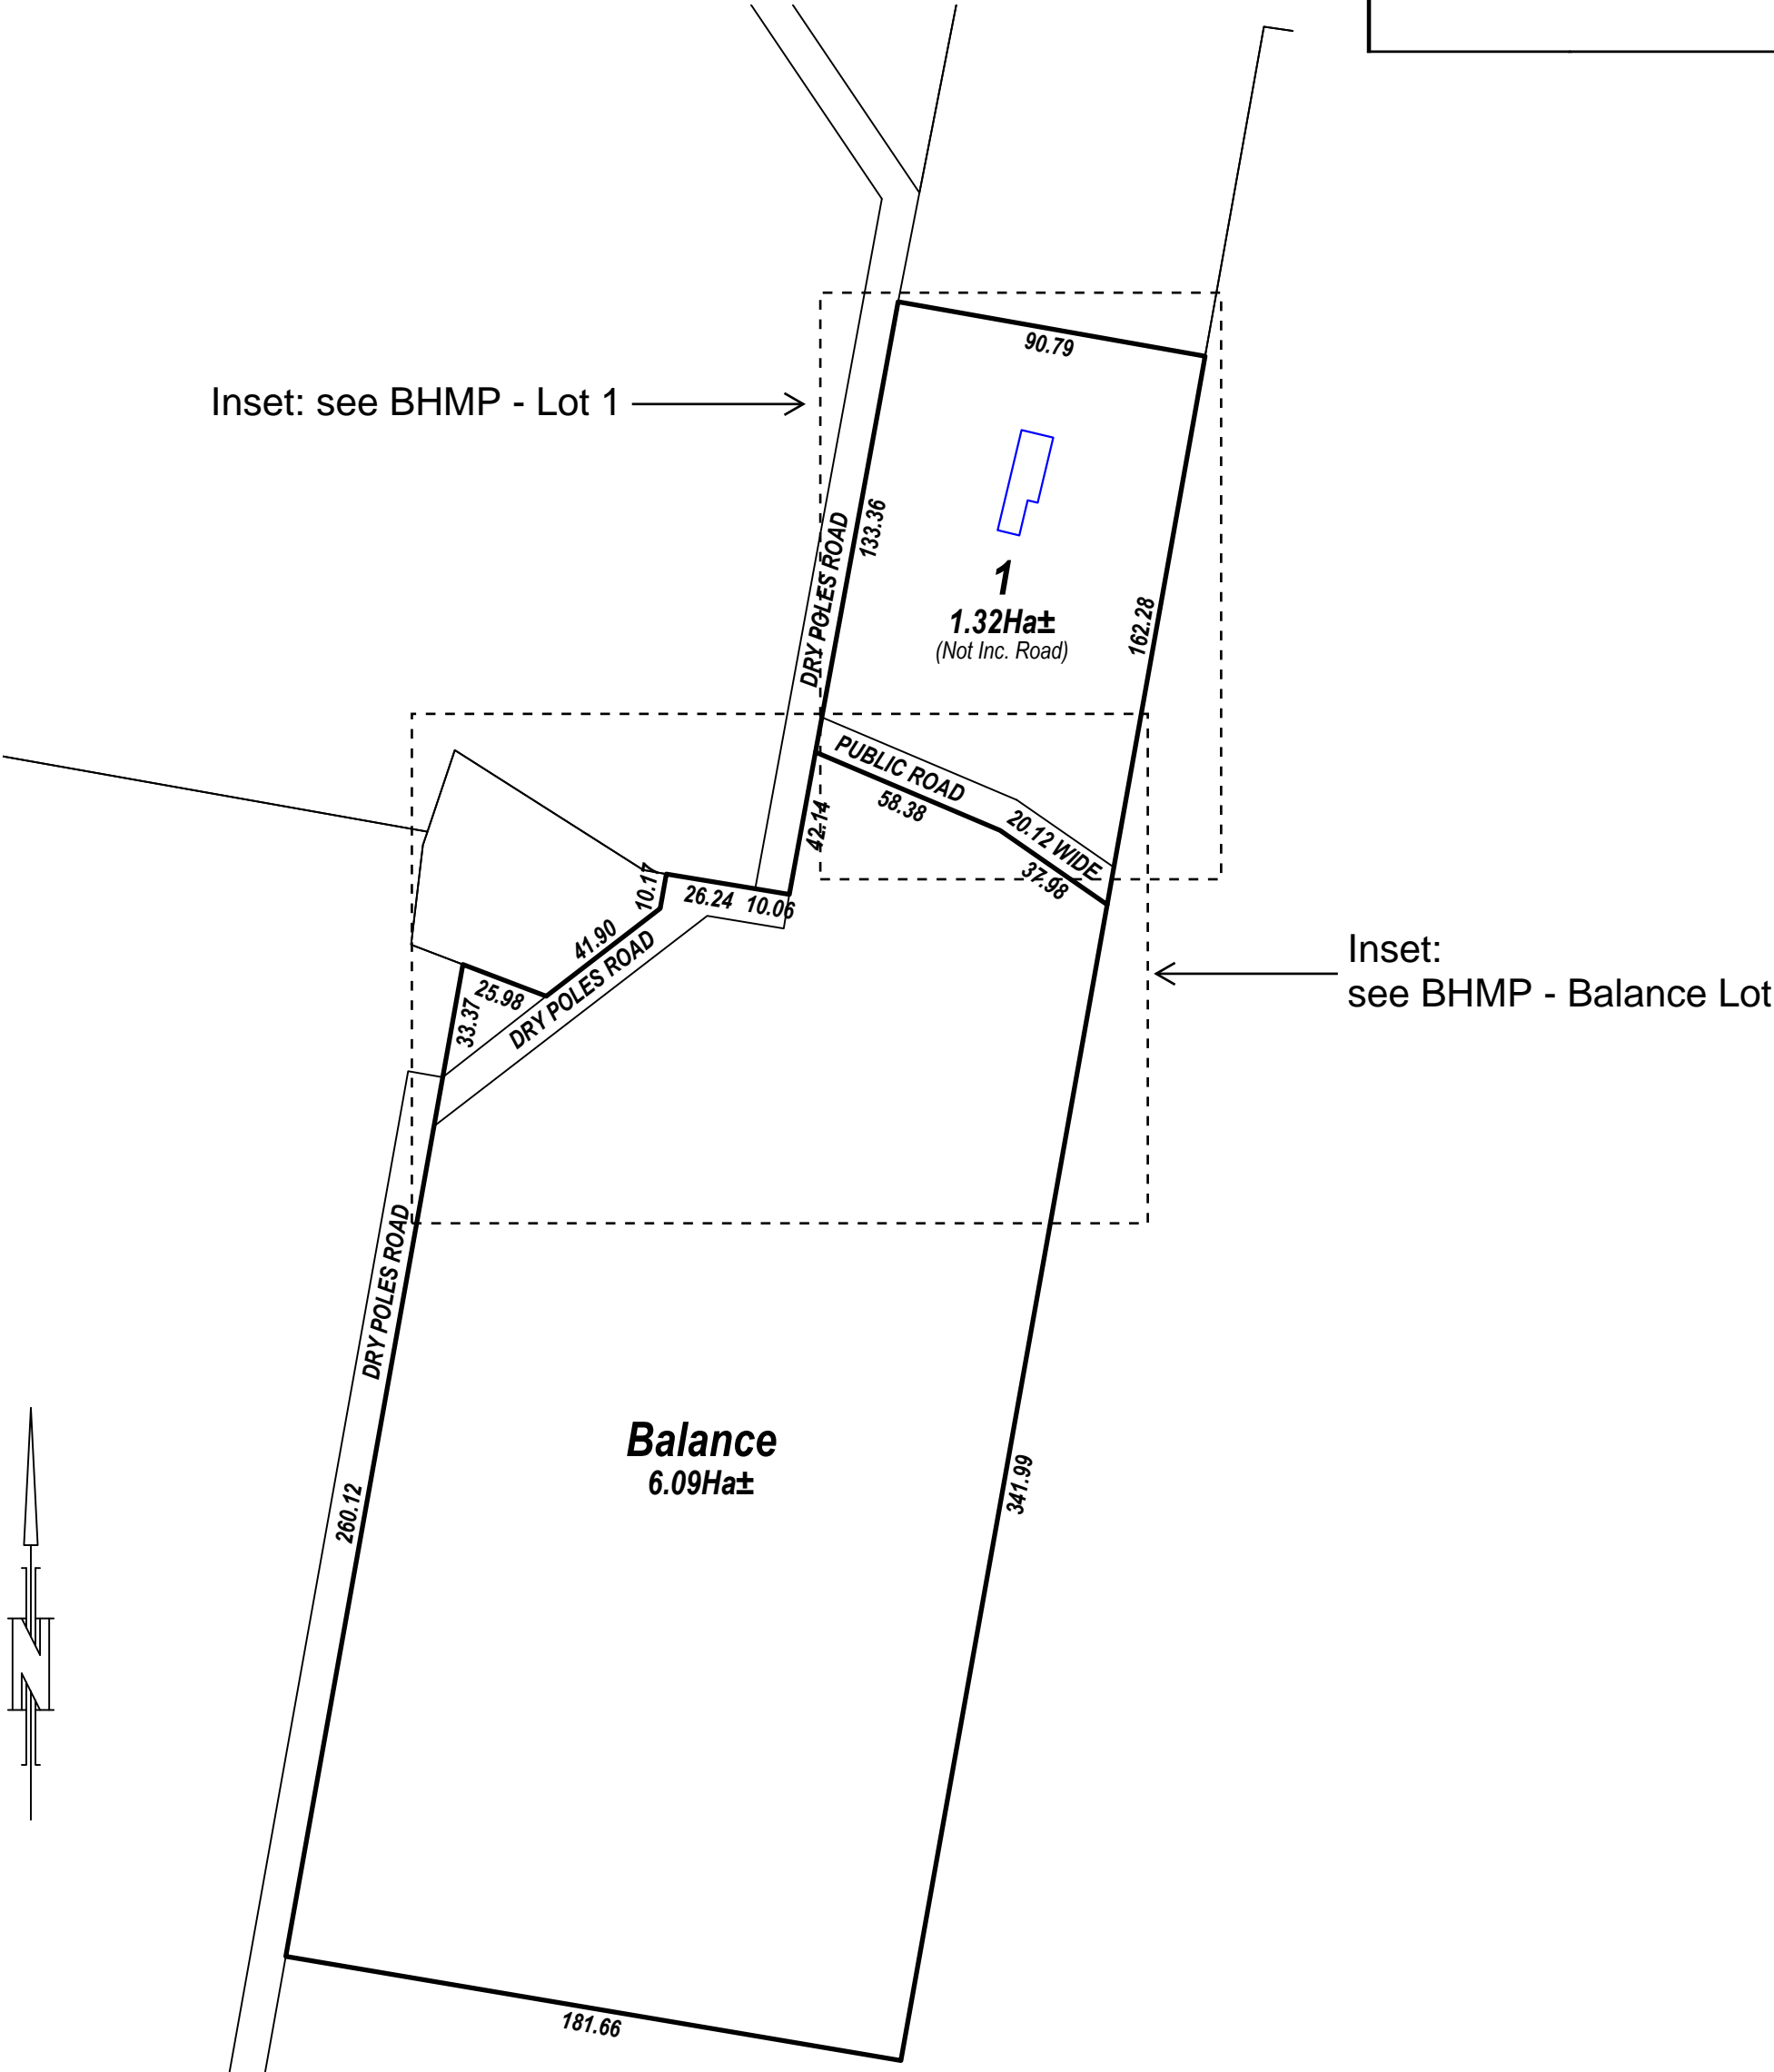 90.79
Inset: see BHMP - Lot 1
133.36
DRY POLES ROAD
1
1.32Ha±
(Not Inc. Road)
162.28
PUBLIC ROAD
20.12 WIDE
58.38
37.98
42.14
10.17
26.24
10.06
41.90
DRY POLES ROAD
25.98
33.37
Inset:
see BHMP - Balance Lot
DRY POLES ROAD
Balance
6.09Ha±
260.12
341.99
N
181.66